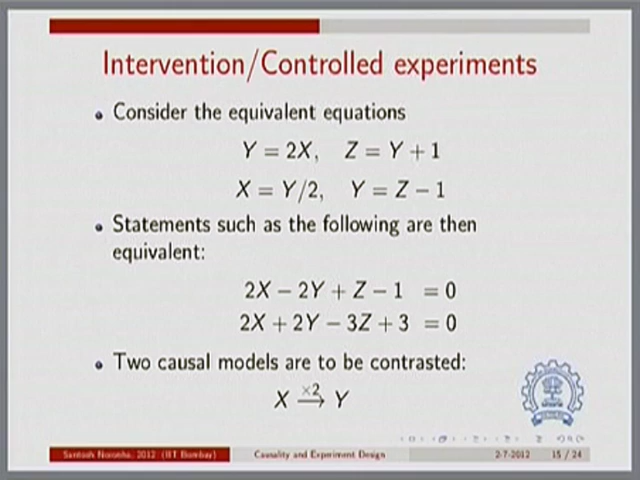 Intervention/Controlled experiments
Consider the equivalent equations
Y = 2X, Z = Y + 1
X = Y/2, Y = Z − 1
Statements such as the following are then
equivalent:
2X − 2Y + Z − 1 = 0
2X + 2Y − 3Z + 3 = 0
Two causal models are to be contrasted:
X ×2→ Y
Santosh Noronha, 2012 (IIT Bombay) Causality and Experiment Design 2-7-2012 15 / 24